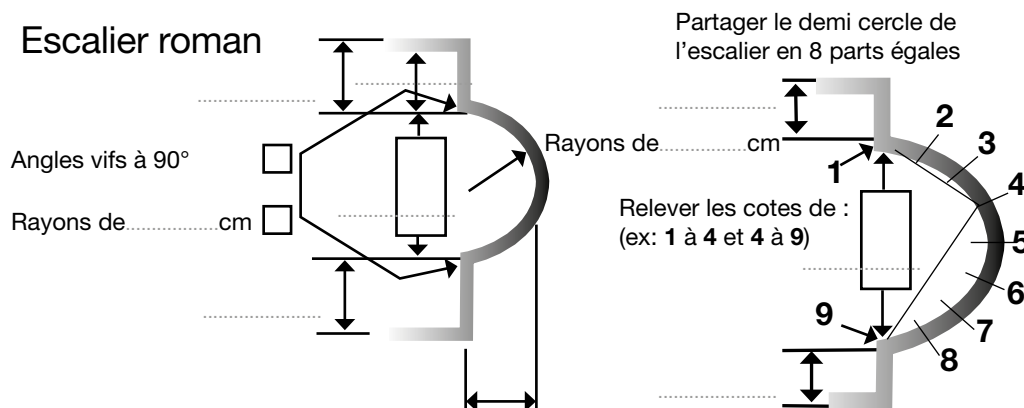 Escalier roman
Partager le demi cercle de
l'escalier en 8 parts égales
Angles vifs à 90°
Rayons de..............cm
Rayons de..............cm
Relever les cotes de :
(ex: 1 à 4 et 4 à 9)
1
2
3
4
5
6
7
8
9